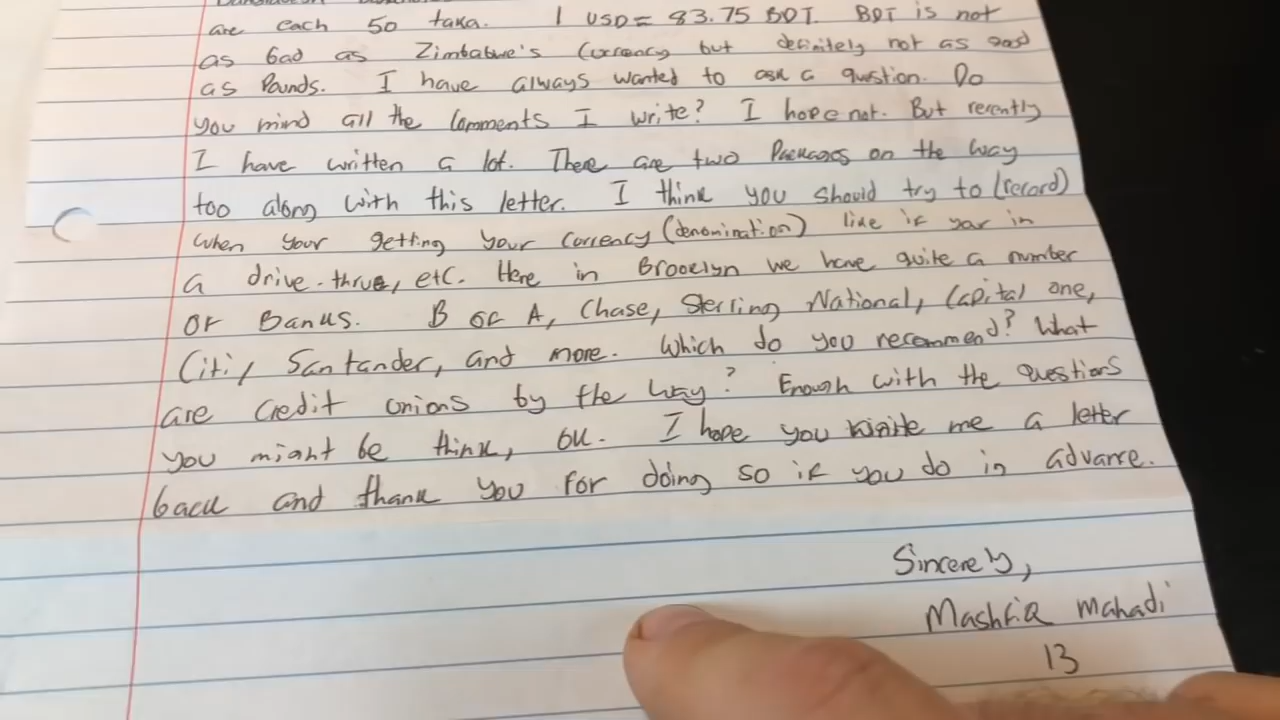 are each 50 taka. 1 USD = 83.75 BDT. BDT is not
as bad as Zimbabwe's Currency but definitely not as good
as Pounds. I have always wanted to ask a question. Do
you mind all the Comments I write? I hope not. But recently
I have written a lot. There are two Packages on the way
too along with this letter. I think you should try to (record)
when your getting your currency (denomination) like if your in
a drive-thru, etc. Here in Brooklyn we have quite a number
OF Banks. B OF A, Chase, Sterling National, Capital one,
Citi, Santander, and more. Which do you recommend? What
are credit unions by the way? Enough with the questions
you might be think, ok. I hope you write me a letter
back and thank you for doing so if you do in advance.
Sincerely,
Mahadi
13